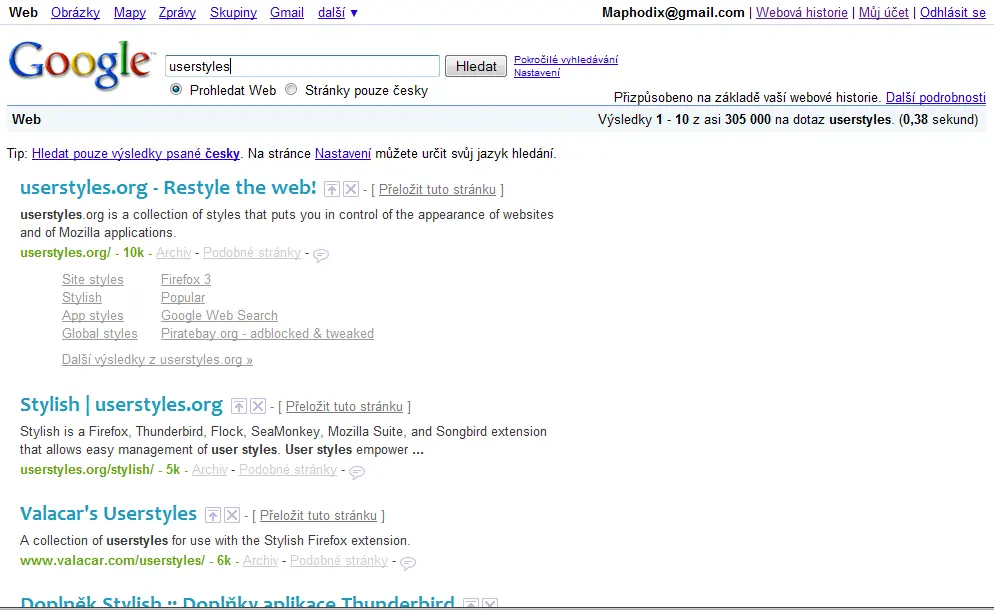 Web Obrázky Mapy Zprávy Skupiny Gmail další ▼ Maphodix@gmail.com | Webová historie | Můj účet | Odhlásit se
Google™ userstyles Hledat Pokročilé vyhledávání
Nastavení
Prohledat Web Stránky pouze česky
Přizpůsobeno na základě vaší webové historie. Další podrobnosti
Web Výsledky 1 - 10 z asi 305 000 na dotaz userstyles. (0,38 sekund)
Tip: Hledat pouze výsledky psané česky. Na stránce Nastavení můžete určit svůj jazyk hledání.
userstyles.org - Restyle the web! - [ Přeložit tuto stránku ]
userstyles.org is a collection of styles that puts you in control of the appearance of websites
and of Mozilla applications.
userstyles.org/ - 10k - Archiv - Podobné stránky -
Site styles Firefox 3
Stylish Popular
App styles Google Web Search
Global styles Piratebay.org - adblocked & tweaked
Další výsledky z userstyles.org »
Stylish | userstyles.org - [ Přeložit tuto stránku ]
Stylish is a Firefox, Thunderbird, Flock, SeaMonkey, Mozilla Suite, and Songbird extension
that allows easy management of user styles. User styles empower ...
userstyles.org/stylish/ - 5k - Archiv - Podobné stránky -
Valacar's Userstyles - [ Přeložit tuto stránku ]
A collection of userstyles for use with the Stylish Firefox extension.
www.valacar.com/userstyles/ - 6k - Archiv - Podobné stránky -
Doplněk Stylish :: Doplňky aplikace Thunderbird